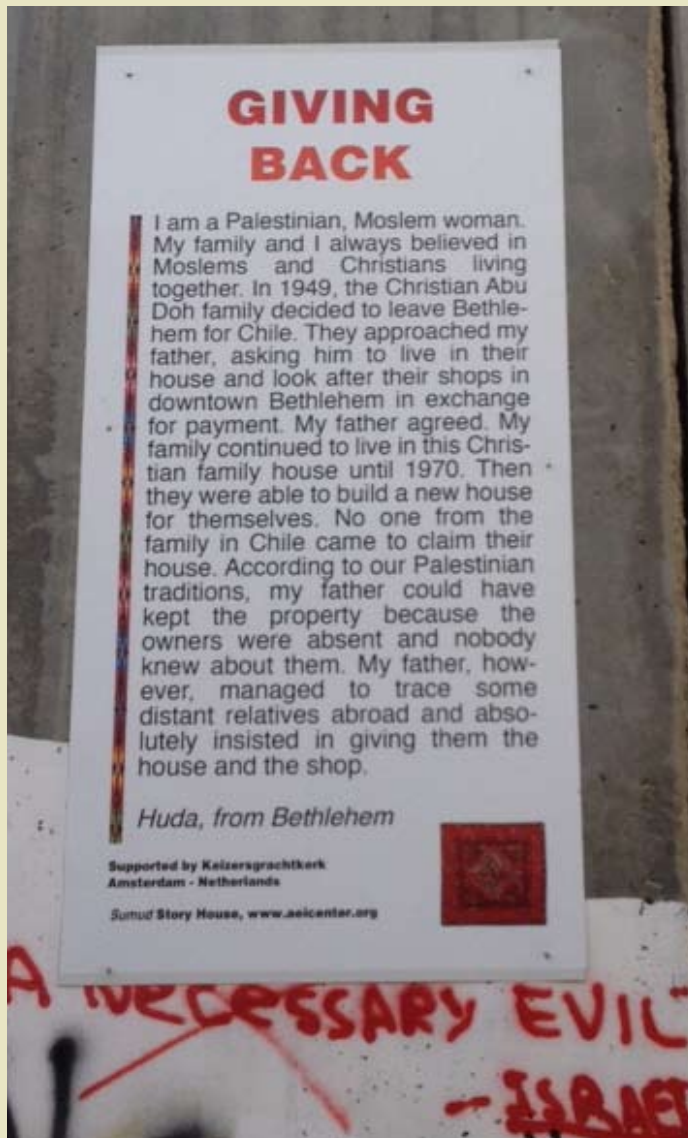 GIVING
BACK
I am a Palestinian, Moslem woman.
My family and I always believed in
Moslems and Christians living
together. In 1949, the Christian Abu
Doh family decided to leave Bethle-
hem for Chile. They approached my
father, asking him to live in their
house and look after their shops in
downtown Bethlehem in exchange
for payment. My father agreed. My
family continued to live in this Chris-
tian family house until 1970. Then
they were able to build a new house
for themselves. No one from the
family in Chile came to claim their
house. According to our Palestinian
traditions, my father could have
kept the property because the
owners were absent and nobody
knew about them. My father, how-
ever, managed to trace some
distant relatives abroad and abso-
lutely insisted in giving them the
house and the shop.
Huda, from Bethlehem
Supported by Keizersgrachtkerk
Amsterdam - Netherlands
Sumud Story House, www.aeicenter.org
A NECESSARY EVIL
- ISRAEL